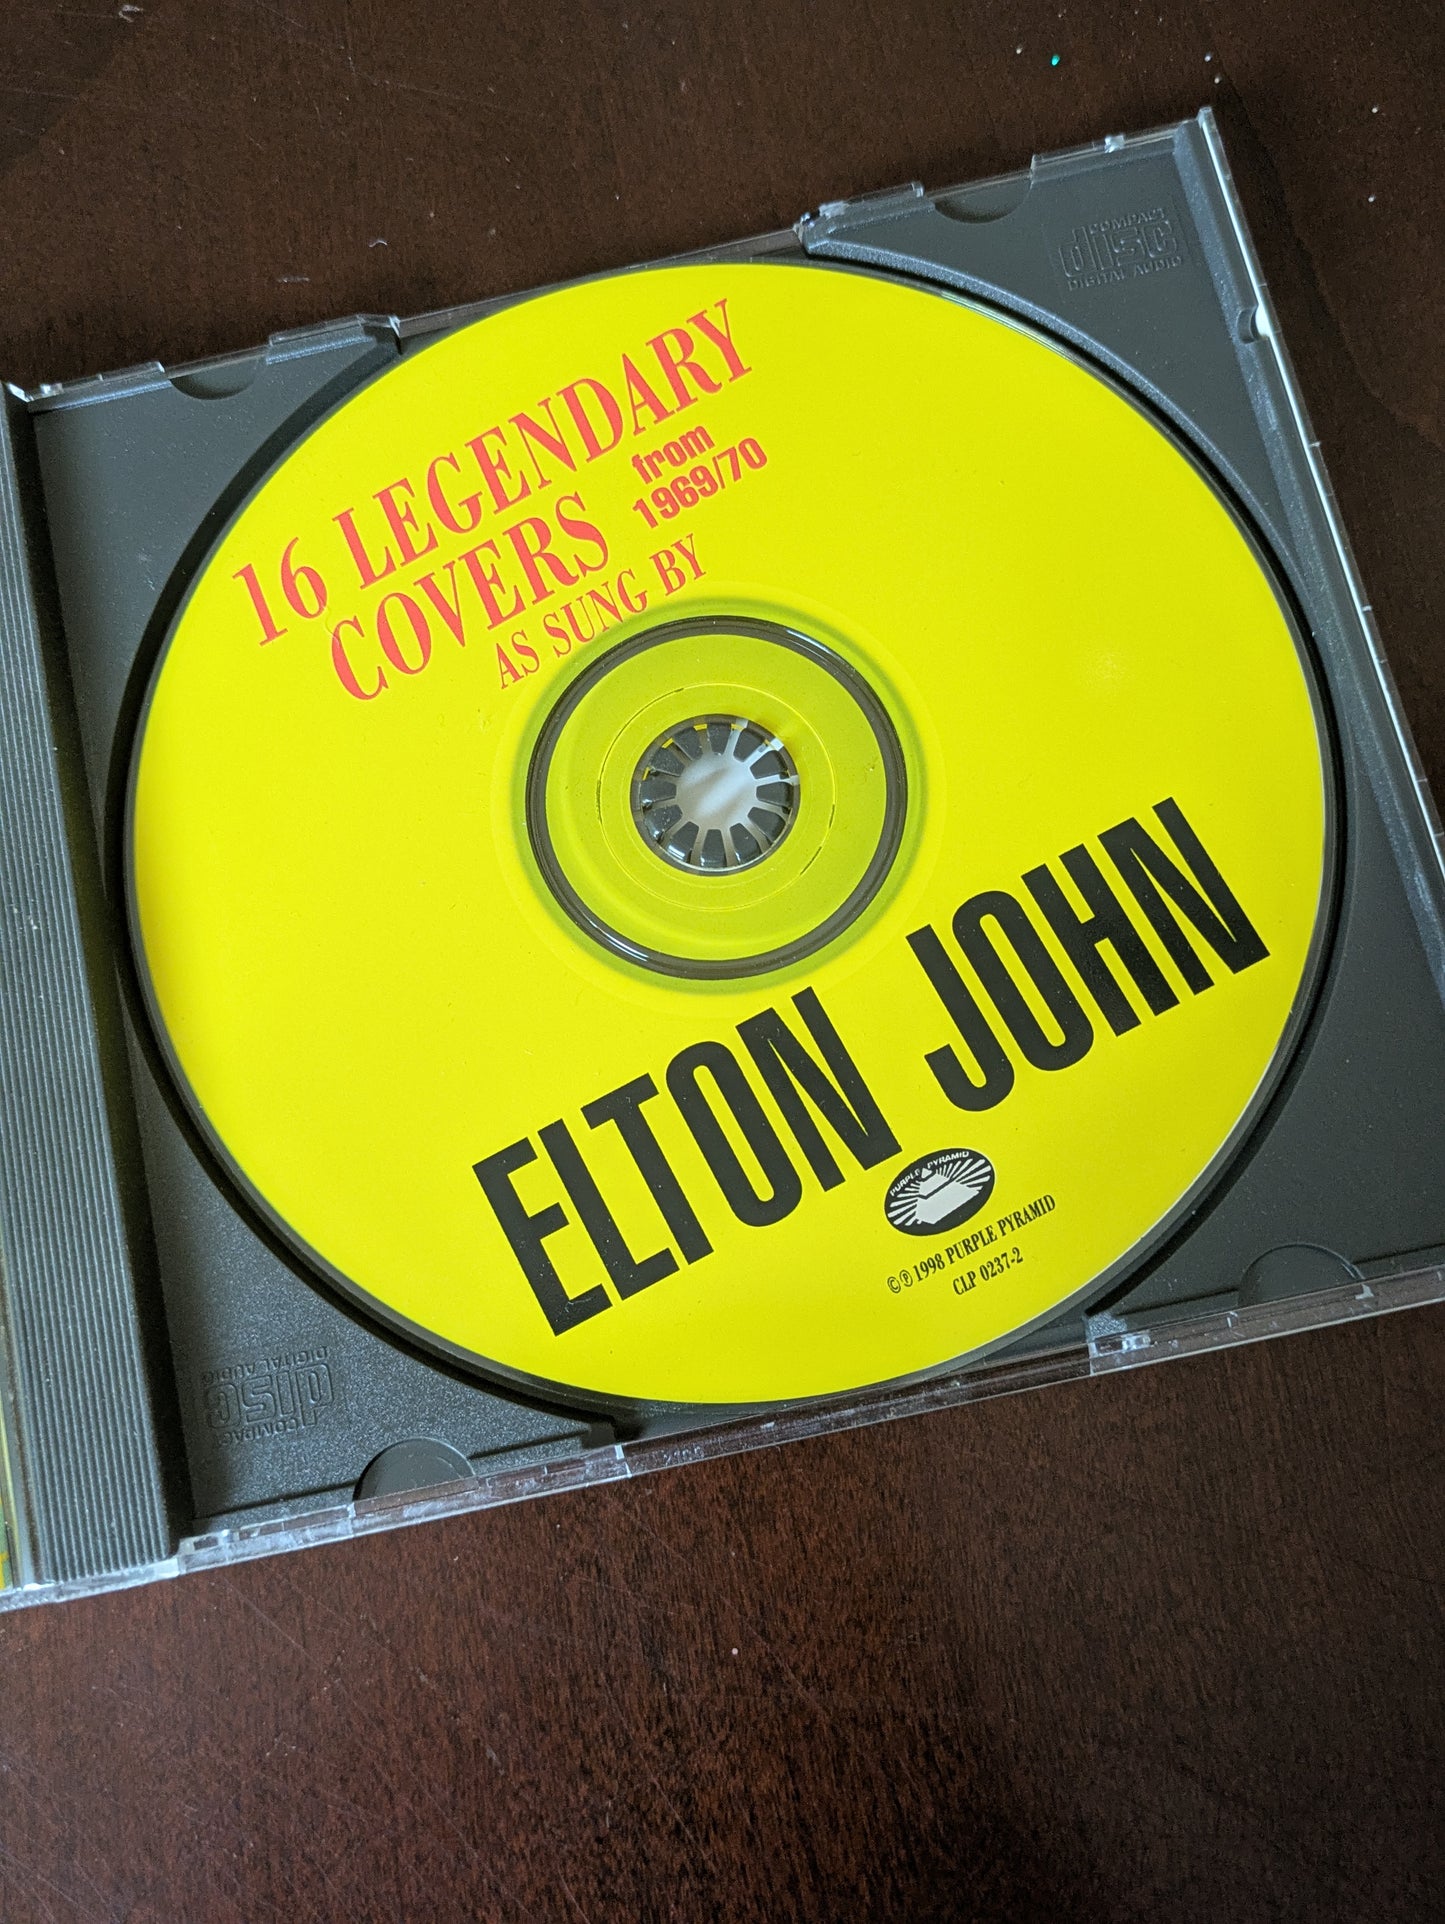 COMPACT
disc
DIGITAL AUDIO
16 LEGENDARY
COVERS
from
1969/70
AS SUNG BY
ELTON JOHN
PURPLE PYRAMID
© ℗ 1998 PURPLE PYRAMID
CLP 0237-2
COMPACT
disc
DIGITAL AUDIO